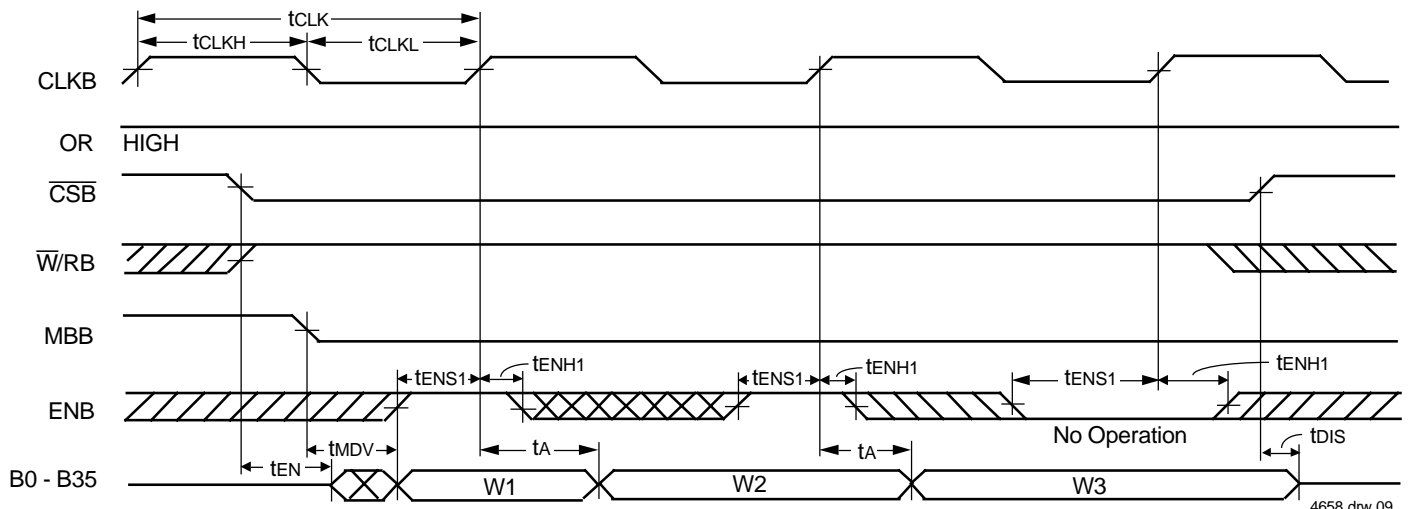 tCLK
tCLKH tCLKL
CLKB
OR HIGH
CSB
W/RB
MBB
tENS1 tENH1 tENS1 tENH1 tENS1 tENH1
ENB
No Operation
tMDV tA tA tDIS
tEN
B0 - B35 W1 W2 W3
4658 drw 09